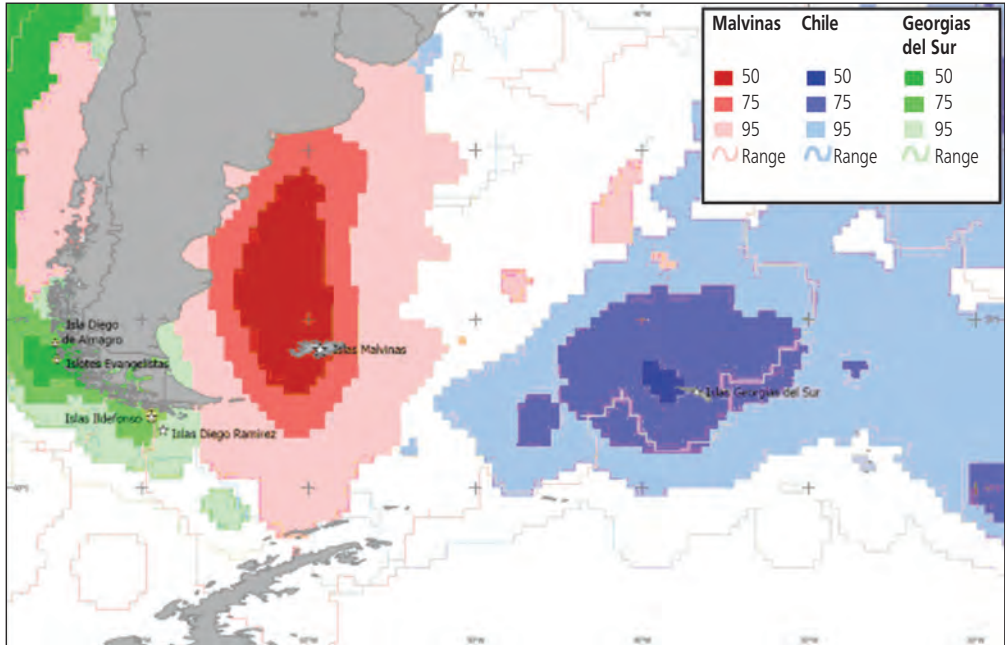 Malvinas Chile Georgias
del Sur
50 50 50
75 75 75
95 95 95
Range Range Range
Isla Diego
de Almagro
Islotes Evangelistas
Islas Malvinas
Islas Georgias del Sur
Islas Ildefonso
Islas Diego Ramirez